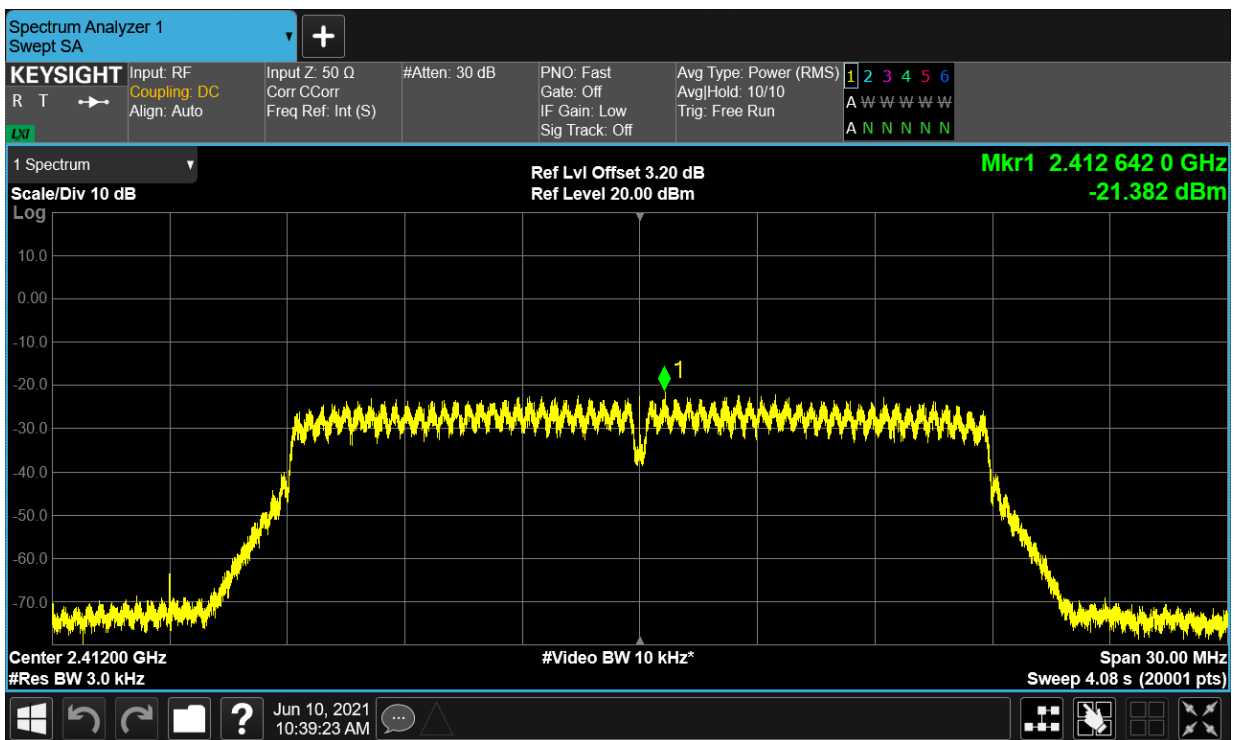 Spectrum Analyzer 1
Swept SA
+
KEYSIGHT
R T
LXI
Input: RF
Coupling: DC
Align: Auto
Input Z: 50 Ω
Corr CCorr
Freq Ref: Int (S)
#Atten: 30 dB
PNO: Fast
Gate: Off
IF Gain: Low
Sig Track: Off
Avg Type: Power (RMS)
Avg|Hold: 10/10
Trig: Free Run
1 2 3 4 5 6
A W W W W W
A N N N N N
1 Spectrum
Scale/Div 10 dB
Log
Ref Lvl Offset 3.20 dB
Ref Level 20.00 dBm
Mkr1 2.412 642 0 GHz
-21.382 dBm
10.0
0.00
-10.0
-20.0
-30.0
-40.0
-50.0
-60.0
-70.0
1
Center 2.41200 GHz
#Res BW 3.0 kHz
#Video BW 10 kHz*
Span 30.00 MHz
Sweep 4.08 s (20001 pts)
?
Jun 10, 2021
10:39:23 AM